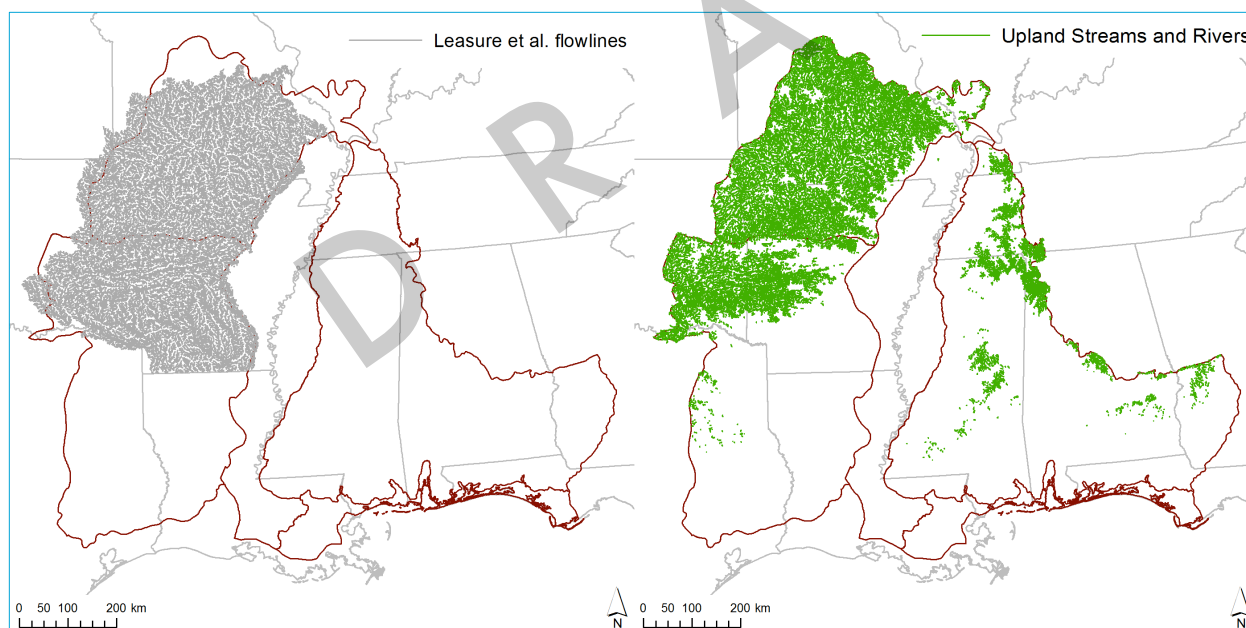 Leasure et al. flowlines
Upland Streams and Rivers
D R A
0 50 100 200 km
N
0 50 100 200 km
N